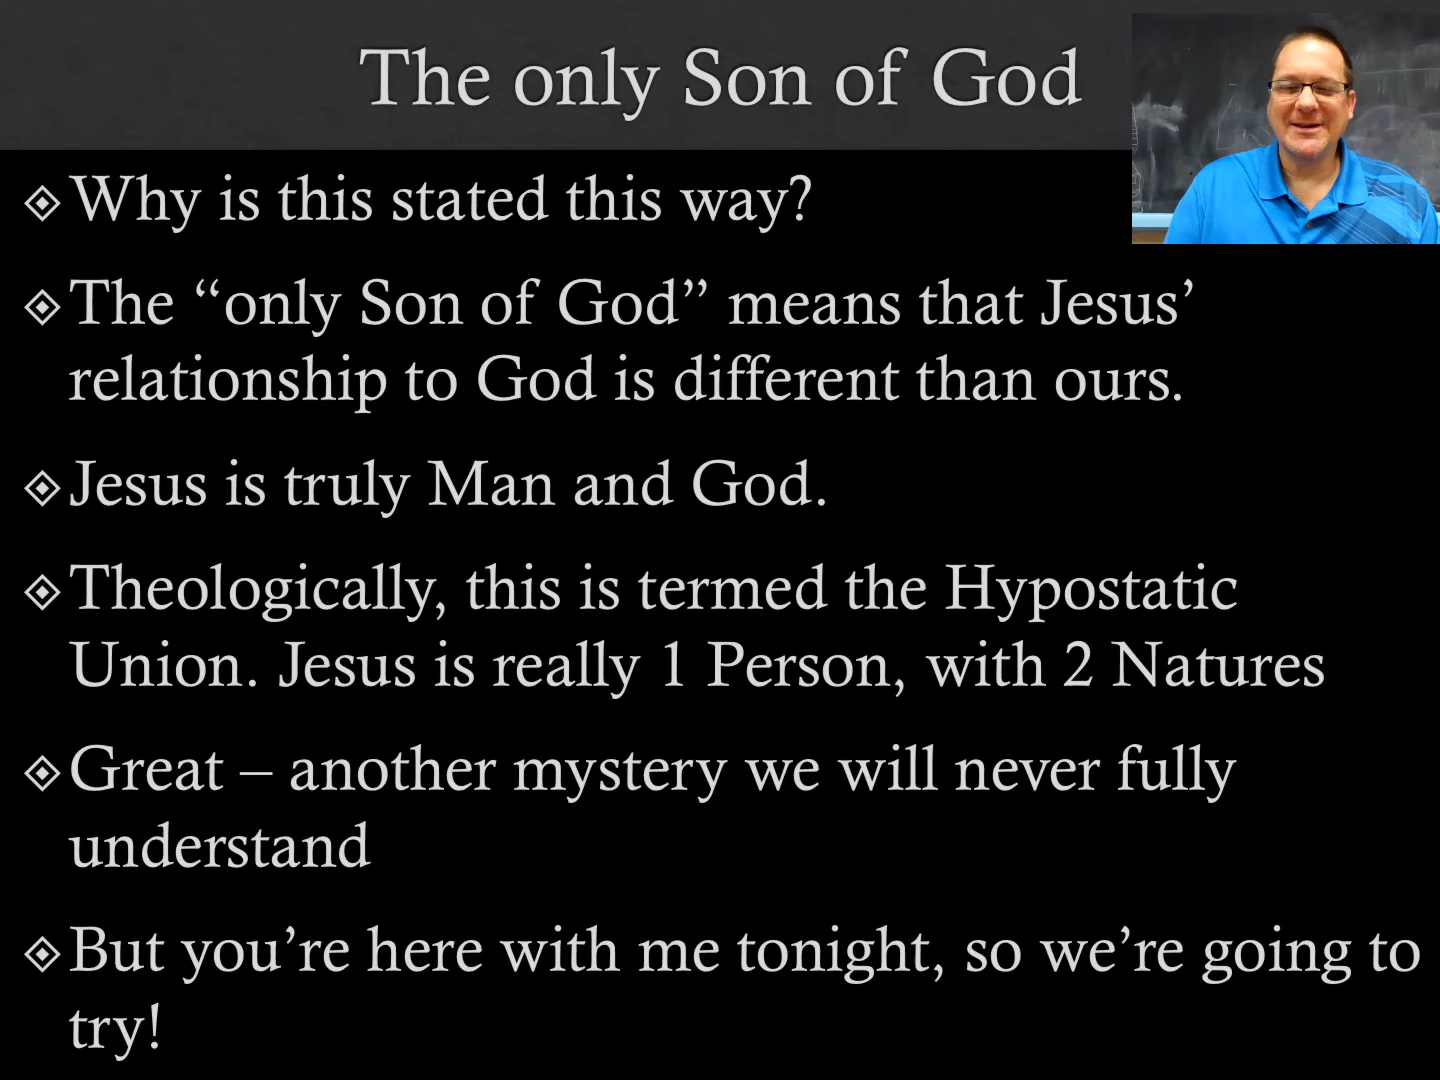 The only Son of God
Why is this stated this way?
The “only Son of God” means that Jesus’
relationship to God is different than ours.
Jesus is truly Man and God.
Theologically, this is termed the Hypostatic
Union. Jesus is really 1 Person, with 2 Natures
Great – another mystery we will never fully
understand
But you’re here with me tonight, so we’re going to
try!